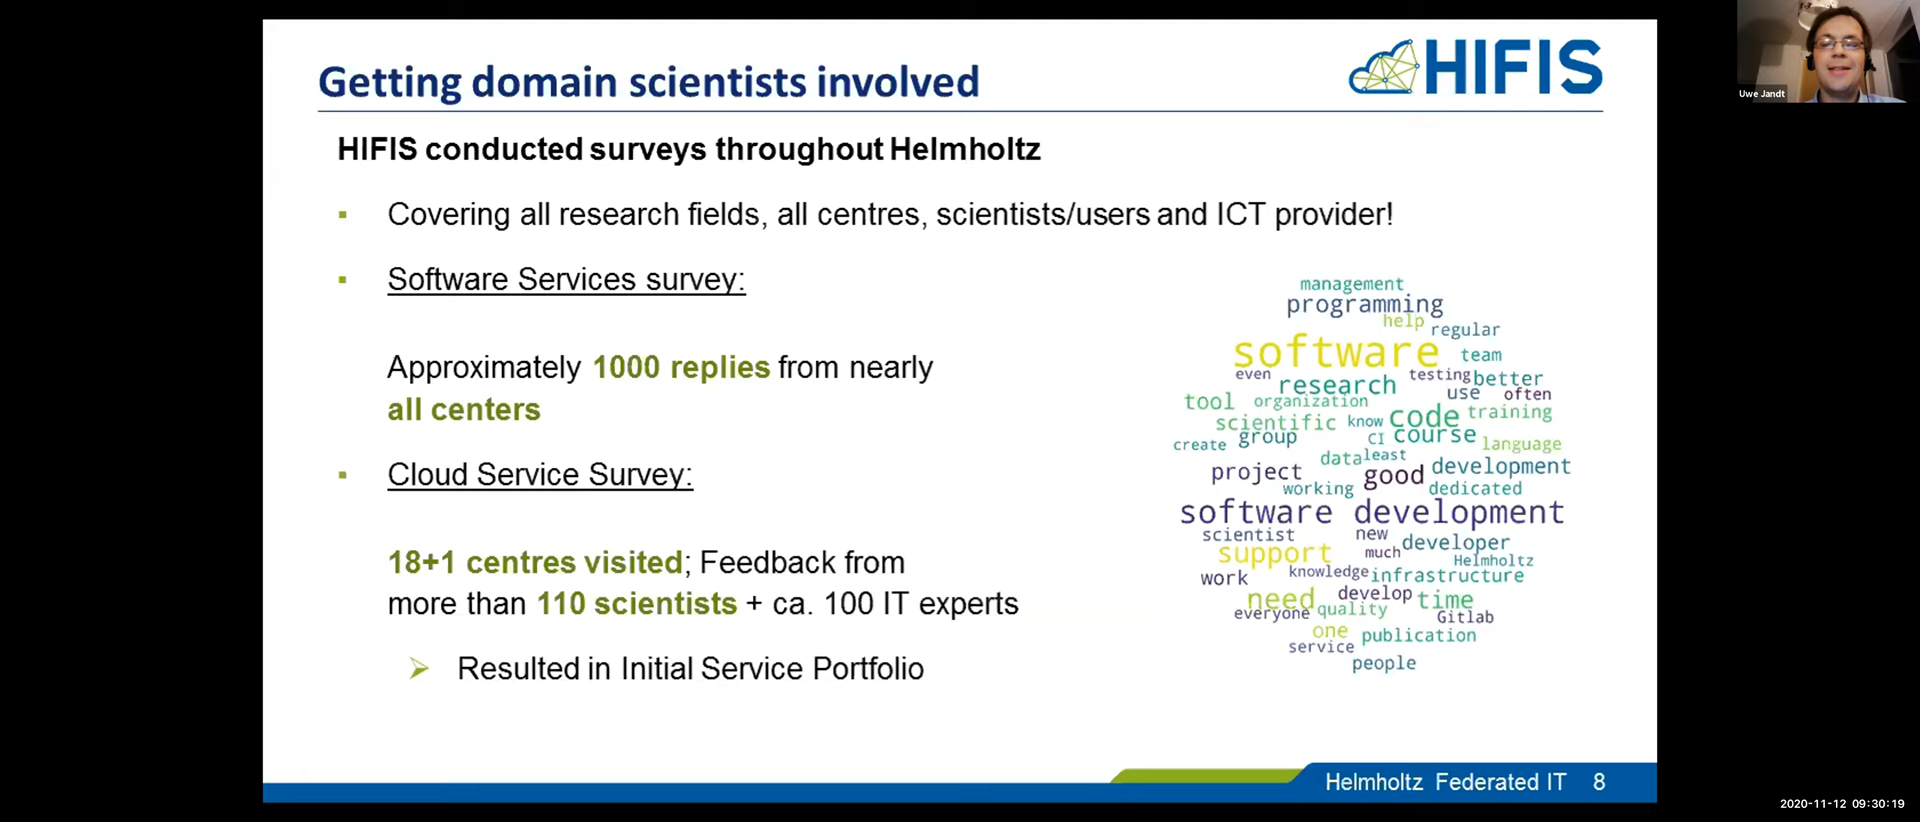 Getting domain scientists involved
HIFIS
Uwe Jandt
HIFIS conducted surveys throughout Helmholtz
▪ Covering all research fields, all centres, scientists/users and ICT provider!
▪ Software Services survey:
Approximately 1000 replies from nearly
all centers
▪ Cloud Service Survey:
18+1 centres visited; Feedback from
more than 110 scientists + ca. 100 IT experts
➢ Resulted in Initial Service Portfolio
management
programming
help regular
software team
even research testing better
use often
tool organization
scientific know code training
create group CI course language
data least
project good development
working dedicated
software development
scientist new
support much developer
Helmholtz
work knowledge infrastructure
need develop time
everyone quality Gitlab
one publication
service
people
Helmholtz Federated IT 8
2020-11-12 09:30:19